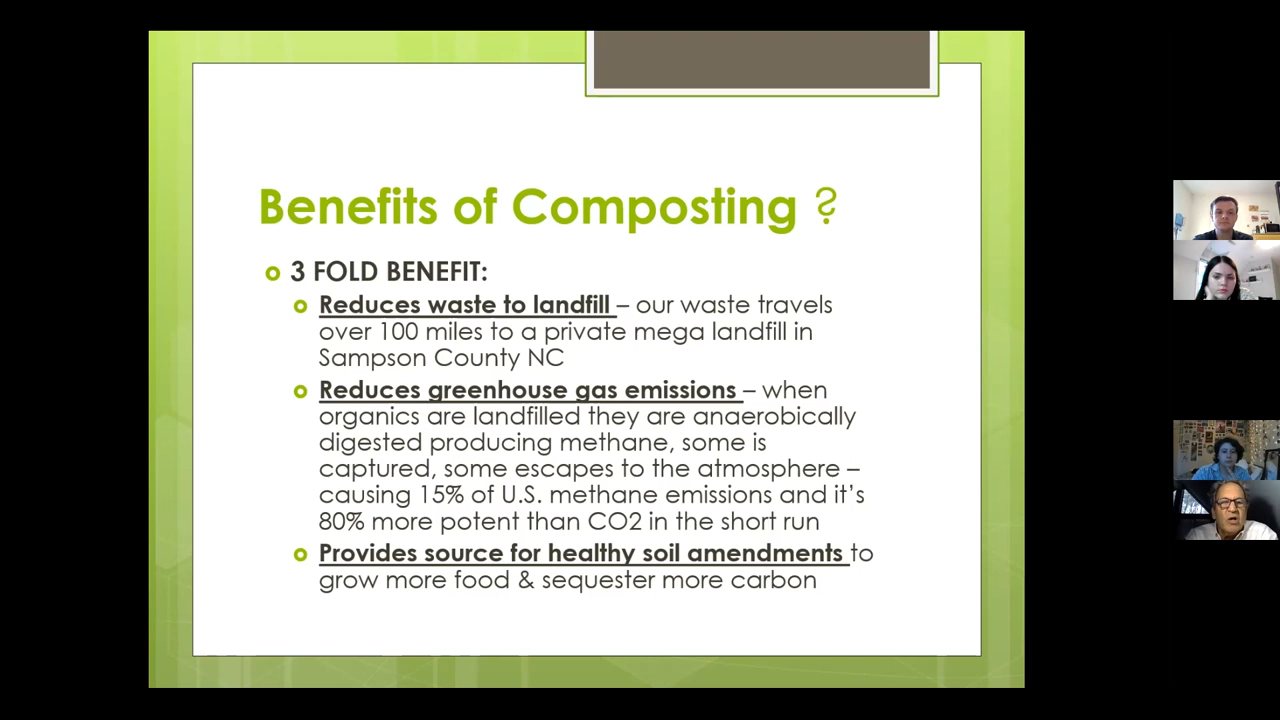 Benefits of Composting ?
3 FOLD BENEFIT:
Reduces waste to landfill – our waste travels
over 100 miles to a private mega landfill in
Sampson County NC
Reduces greenhouse gas emissions – when
organics are landfilled they are anaerobically
digested producing methane, some is
captured, some escapes to the atmosphere –
causing 15% of U.S. methane emissions and it's
80% more potent than CO2 in the short run
Provides source for healthy soil amendments to
grow more food & sequester more carbon